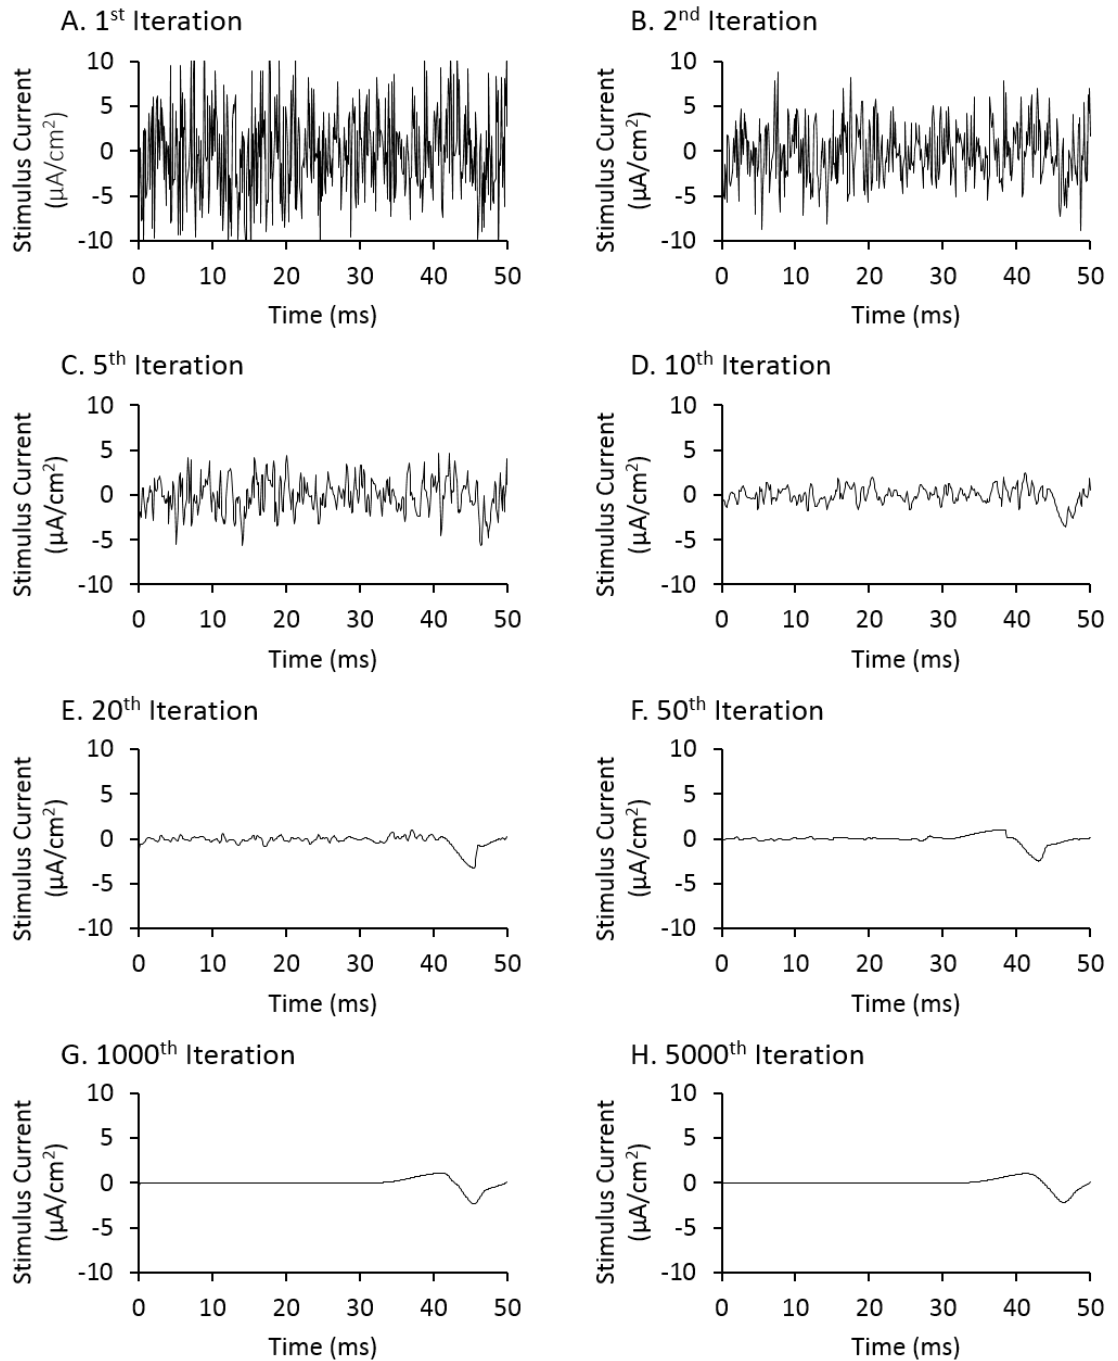 A. 1st Iteration
Stimulus Current
(µA/cm2)
10
5
0
-5
-10
0 10 20 30 40 50
Time (ms)
B. 2nd Iteration
Stimulus Current
(µA/cm2)
10
5
0
-5
-10
0 10 20 30 40 50
Time (ms)
C. 5th Iteration
Stimulus Current
(µA/cm2)
10
5
0
-5
-10
0 10 20 30 40 50
Time (ms)
D. 10th Iteration
Stimulus Current
(µA/cm2)
10
5
0
-5
-10
0 10 20 30 40 50
Time (ms)
E. 20th Iteration
Stimulus Current
(µA/cm2)
10
5
0
-5
-10
0 10 20 30 40 50
Time (ms)
F. 50th Iteration
Stimulus Current
(µA/cm2)
10
5
0
-5
-10
0 10 20 30 40 50
Time (ms)
G. 1000th Iteration
Stimulus Current
(µA/cm2)
10
5
0
-5
-10
0 10 20 30 40 50
Time (ms)
H. 5000th Iteration
Stimulus Current
(µA/cm2)
10
5
0
-5
-10
0 10 20 30 40 50
Time (ms)